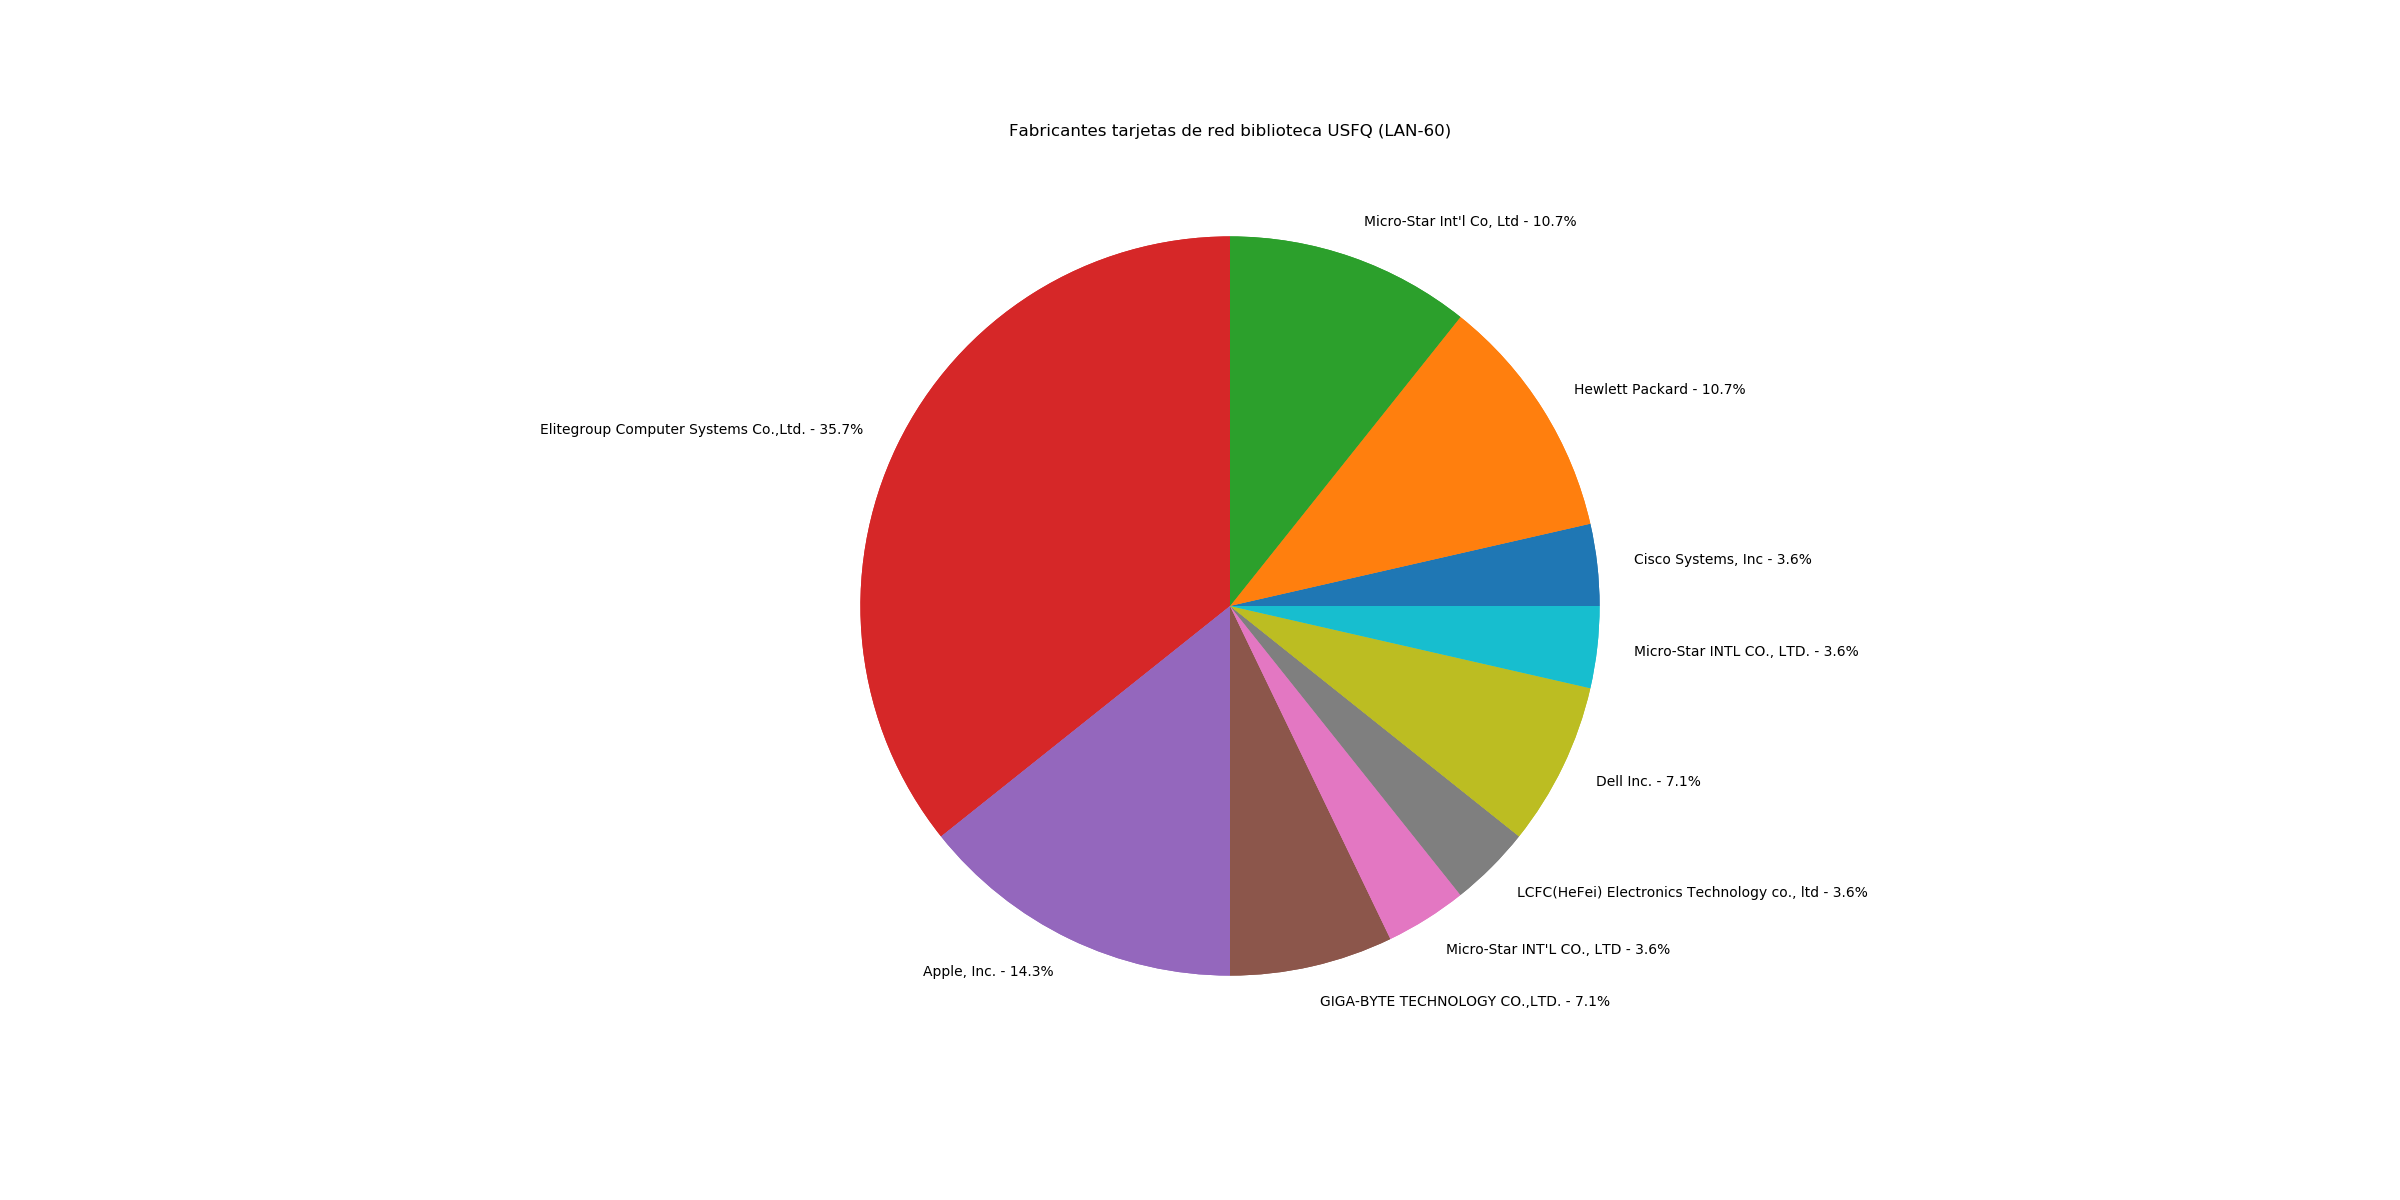 Fabricantes tarjetas de red biblioteca USFQ (LAN-60)
Micro-Star Int'l Co, Ltd - 10.7%
Hewlett Packard - 10.7%
Elitegroup Computer Systems Co.,Ltd. - 35.7%
Cisco Systems, Inc - 3.6%
Micro-Star INTL CO., LTD. - 3.6%
Dell Inc. - 7.1%
LCFC(HeFei) Electronics Technology co., ltd - 3.6%
Micro-Star INT'L CO., LTD - 3.6%
Apple, Inc. - 14.3%
GIGA-BYTE TECHNOLOGY CO.,LTD. - 7.1%